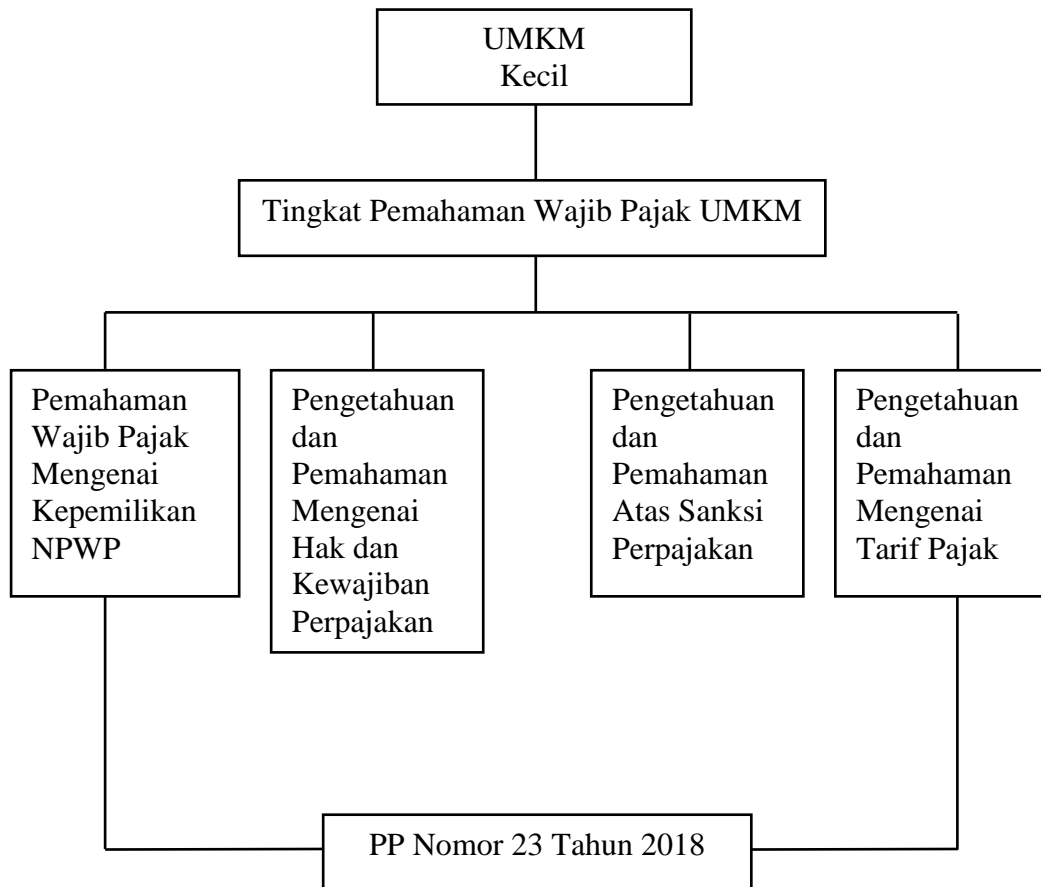 UMKM
Kecil
Tingkat Pemahaman Wajib Pajak UMKM
Pemahaman
Wajib Pajak
Mengenai
Kepemilikan
NPWP
Pengetahuan
dan
Pemahaman
Mengenai
Hak dan
Kewajiban
Perpajakan
Pengetahuan
dan
Pemahaman
Atas Sanksi
Perpajakan
Pengetahuan
dan
Pemahaman
Mengenai
Tarif Pajak
PP Nomor 23 Tahun 2018